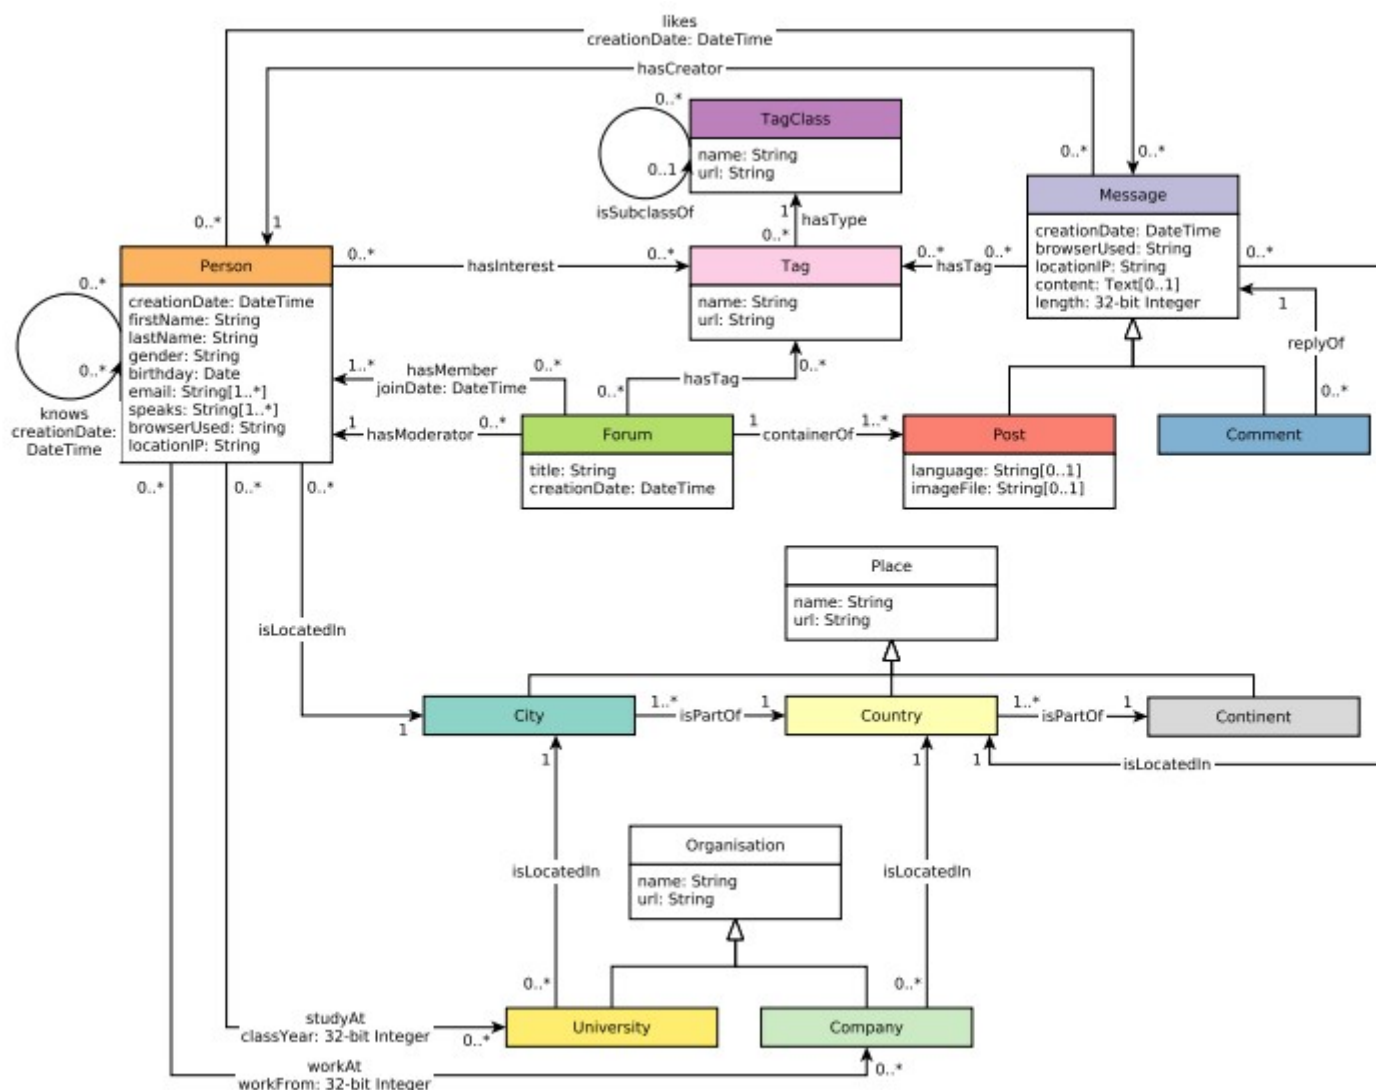 likes
creationDate: DateTime
hasCreator
0..*
TagClass
name: String
url: String
0..1
isSubclassOf
1
hasType
0..*
0..*
0..*
Message
creationDate: DateTime
browserUsed: String
locationIP: String
content: Text[0..1]
length: 32-bit Integer
0..*
0..*
1
Person
creationDate: DateTime
firstName: String
lastName: String
gender: String
birthday: Date
email: String[1..*]
speaks: String[1..*]
browserUsed: String
locationIP: String
0..*
hasInterest
0..*
Tag
name: String
url: String
0..*
0..*
hasTag
0..*
0..*
knows
creationDate:
DateTime
1
replyOf
0..*
1..*
hasMember
joinDate: DateTime
0..*
0..*
hasTag
0..*
1
hasModerator
0..*
Forum
title: String
creationDate: DateTime
1
containerOf
1..*
Post
language: String[0..1]
imageFile: String[0..1]
Comment
0..*
0..*
0..*
Place
name: String
url: String
isLocatedIn
1
City
1..*
isPartOf
1
Country
1..*
isPartOf
1
Continent
1
1
1
isLocatedIn
Organisation
name: String
url: String
isLocatedIn
isLocatedIn
0..*
0..*
University
Company
studyAt
classYear: 32-bit Integer
0..*
workAt
workFrom: 32-bit Integer
0..*